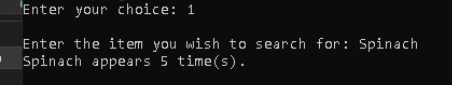 Enter your choice: 1
Enter the item you wish to search for: Spinach
Spinach appears 5 time(s).